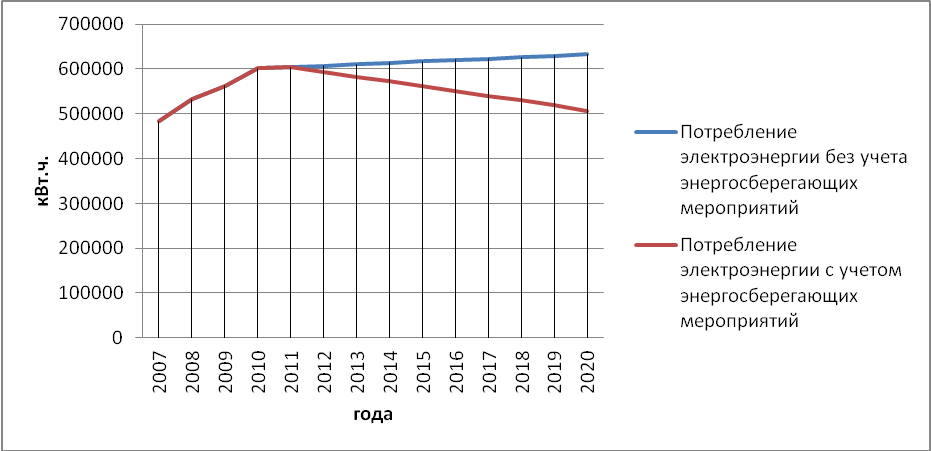 700000
600000
500000
400000
300000
200000
100000
0
кВт.ч.
2007
2008
2009
2010
2011
2012
2013
2014
2015
2016
2017
2018
2019
2020
года
Потребление
электроэнергии без учета
энергосберегающих
мероприятий
Потребление
электроэнергии с учетом
энергосберегающих
мероприятий